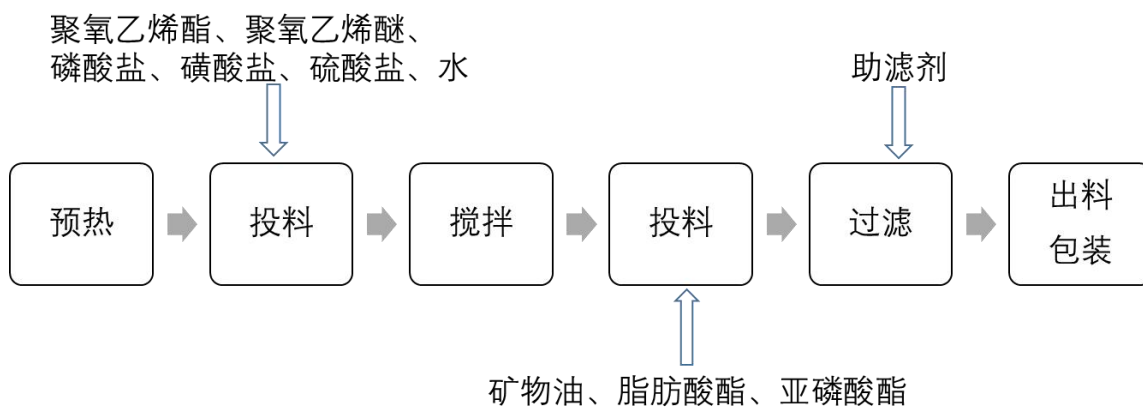 聚氧乙烯酯、聚氧乙烯醚、
磷酸盐、磺酸盐、硫酸盐、水
助滤剂
预热
投料
搅拌
投料
过滤
出料
包装
矿物油、脂肪酸酯、亚磷酸酯